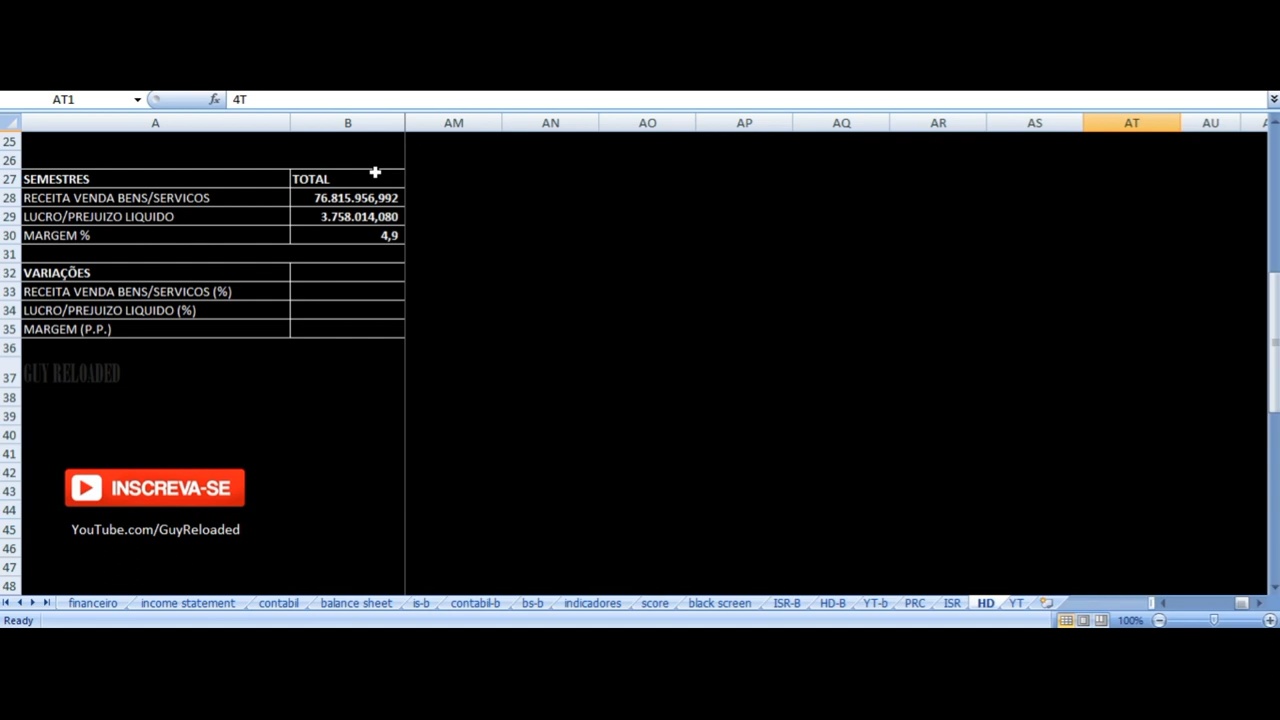 AT1 fx 4T
A B AM AN AO AP AQ AR AS AT AU
25
26
27 SEMESTRES TOTAL
28 RECEITA VENDA BENS/SERVICOS 76.815.956,992
29 LUCRO/PREJUIZO LIQUIDO 3.758.014,080
30 MARGEM % 4,9
31
32 VARIAÇÕES
33 RECEITA VENDA BENS/SERVICOS (%)
34 LUCRO/PREJUIZO LIQUIDO (%)
35 MARGEM (P.P.)
36
37 GUY RELOADED
38
39
40
41
42
43 INSCREVA-SE
44
45 YouTube.com/GuyReloaded
46
47
48
financeiro income statement contabil balance sheet is-b contabil-b bs-b indicadores score black screen ISR-B HD-B YT-b PRC ISR HD YT
Ready 100%